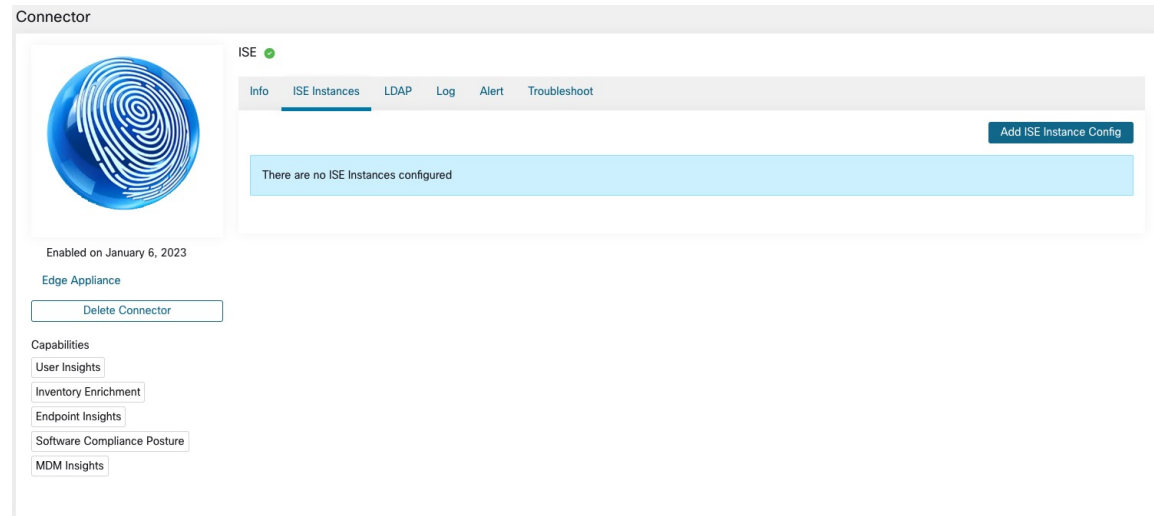 Connector
ISE
Info ISE Instances LDAP Log Alert Troubleshoot
Add ISE Instance Config
There are no ISE Instances configured
Enabled on January 6, 2023
Edge Appliance
Delete Connector
Capabilities
User Insights
Inventory Enrichment
Endpoint Insights
Software Compliance Posture
MDM Insights